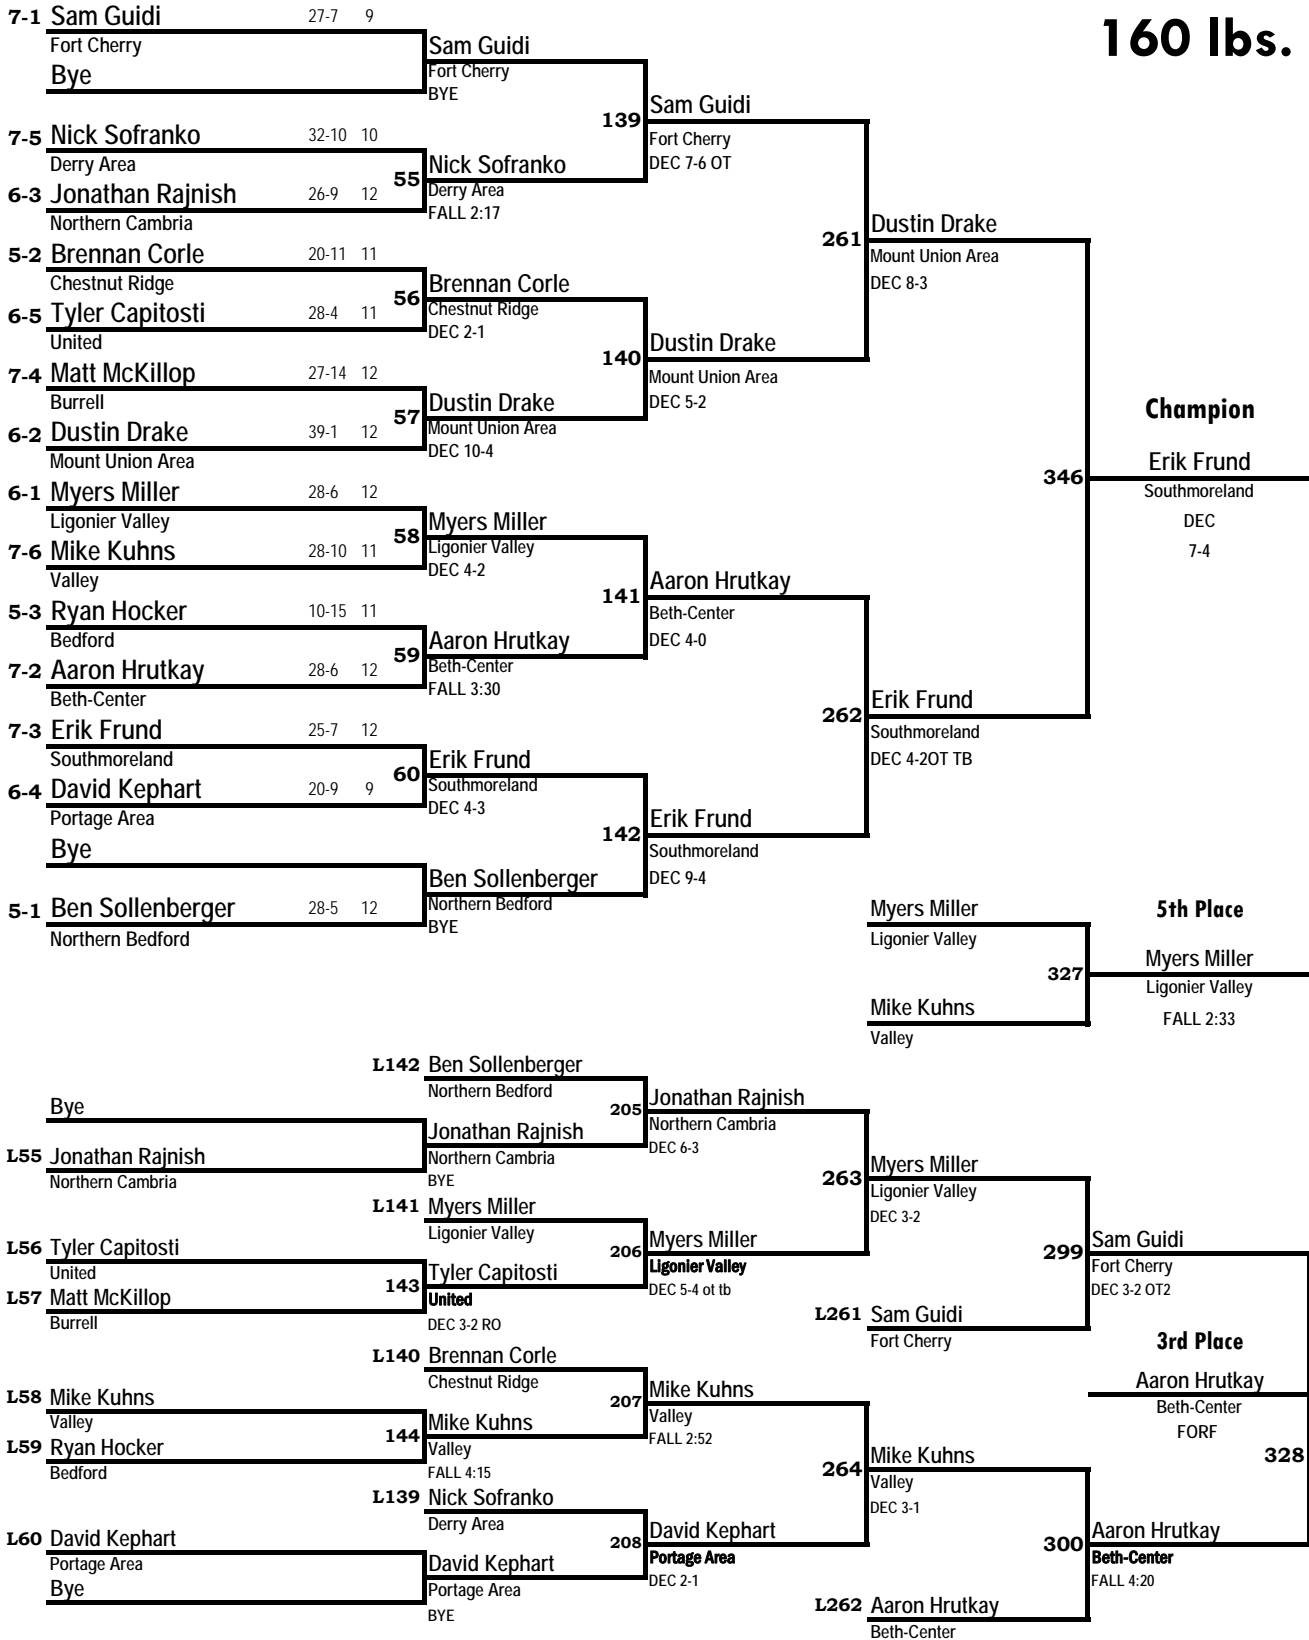 160 lbs.
7-1 Sam Guidi 27-7 9
Fort Cherry
Bye
7-5 Nick Sofranko 32-10 10
Derry Area
6-3 Jonathan Rajnish 26-9 12
Northern Cambria
5-2 Brennan Corle 20-11 11
Chestnut Ridge
6-5 Tyler Capitosti 28-4 11
United
7-4 Matt McKillop 27-14 12
Burrell
6-2 Dustin Drake 39-1 12
Mount Union Area
6-1 Myers Miller 28-6 12
Ligonier Valley
7-6 Mike Kuhns 28-10 11
Valley
5-3 Ryan Hocker 10-15 11
Bedford
7-2 Aaron Hrutkay 28-6 12
Beth-Center
7-3 Erik Frund 25-7 12
Southmoreland
6-4 David Kephart 20-9 9
Portage Area
Bye
5-1 Ben Sollenberger 28-5 12
Northern Bedford
Sam Guidi
Fort Cherry
BYE
55 Nick Sofranko
Derry Area
FALL 2:17
56 Brennan Corle
Chestnut Ridge
DEC 2-1
57 Dustin Drake
Mount Union Area
DEC 10-4
58 Myers Miller
Ligonier Valley
DEC 4-2
59 Aaron Hrutkay
Beth-Center
FALL 3:30
60 Erik Frund
Southmoreland
DEC 4-3
Ben Sollenberger
Northern Bedford
BYE
139 Sam Guidi
Fort Cherry
DEC 7-6 OT
140 Dustin Drake
Mount Union Area
DEC 5-2
141 Aaron Hrutkay
Beth-Center
DEC 4-0
142 Erik Frund
Southmoreland
DEC 9-4
261 Dustin Drake
Mount Union Area
DEC 8-3
262 Erik Frund
Southmoreland
DEC 4-2OT TB
Champion
346 Erik Frund
Southmoreland
DEC
7-4
Myers Miller
Ligonier Valley
Mike Kuhns
Valley
5th Place
327 Myers Miller
Ligonier Valley
FALL 2:33
Bye
L55 Jonathan Rajnish
Northern Cambria
L56 Tyler Capitosti
United
L57 Matt McKillop
Burrell
L58 Mike Kuhns
Valley
L59 Ryan Hocker
Bedford
L60 David Kephart
Portage Area
Bye
L142 Ben Sollenberger
Northern Bedford
Jonathan Rajnish
Northern Cambria
BYE
L141 Myers Miller
Ligonier Valley
143 Tyler Capitosti
United
DEC 3-2 RO
L140 Brennan Corle
Chestnut Ridge
144 Mike Kuhns
Valley
FALL 4:15
L139 Nick Sofranko
Derry Area
David Kephart
Portage Area
BYE
205 Jonathan Rajnish
Northern Cambria
DEC 6-3
206 Myers Miller
Ligonier Valley
DEC 5-4 ot tb
207 Mike Kuhns
Valley
FALL 2:52
208 David Kephart
Portage Area
DEC 2-1
263 Myers Miller
Ligonier Valley
DEC 3-2
L261 Sam Guidi
Fort Cherry
264 Mike Kuhns
Valley
DEC 3-1
L262 Aaron Hrutkay
Beth-Center
299 Sam Guidi
Fort Cherry
DEC 3-2 OT2
3rd Place
Aaron Hrutkay
Beth-Center
FORF
328
300 Aaron Hrutkay
Beth-Center
FALL 4:20